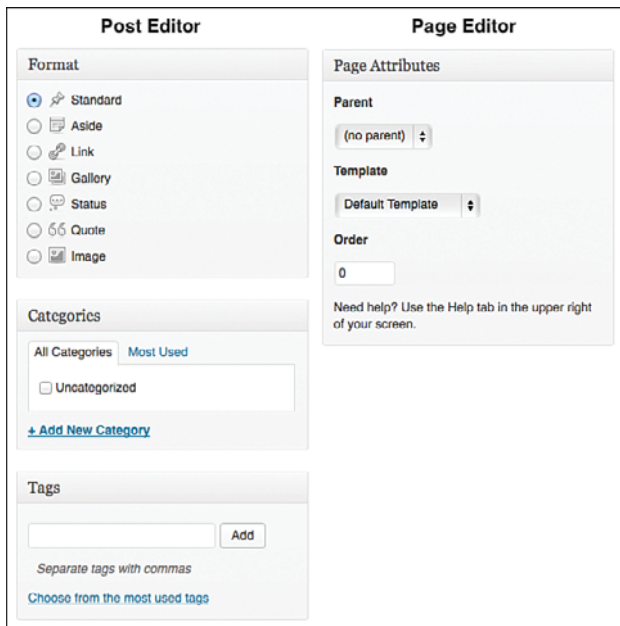 Post Editor
Format
Standard
Aside
Link
Gallery
Status
Quote
Image
Categories
All Categories Most Used
Uncategorized
+ Add New Category
Tags
Add
Separate tags with commas
Choose from the most used tags
Page Editor
Page Attributes
Parent
(no parent)
Template
Default Template
Order
0
Need help? Use the Help tab in the upper right
of your screen.